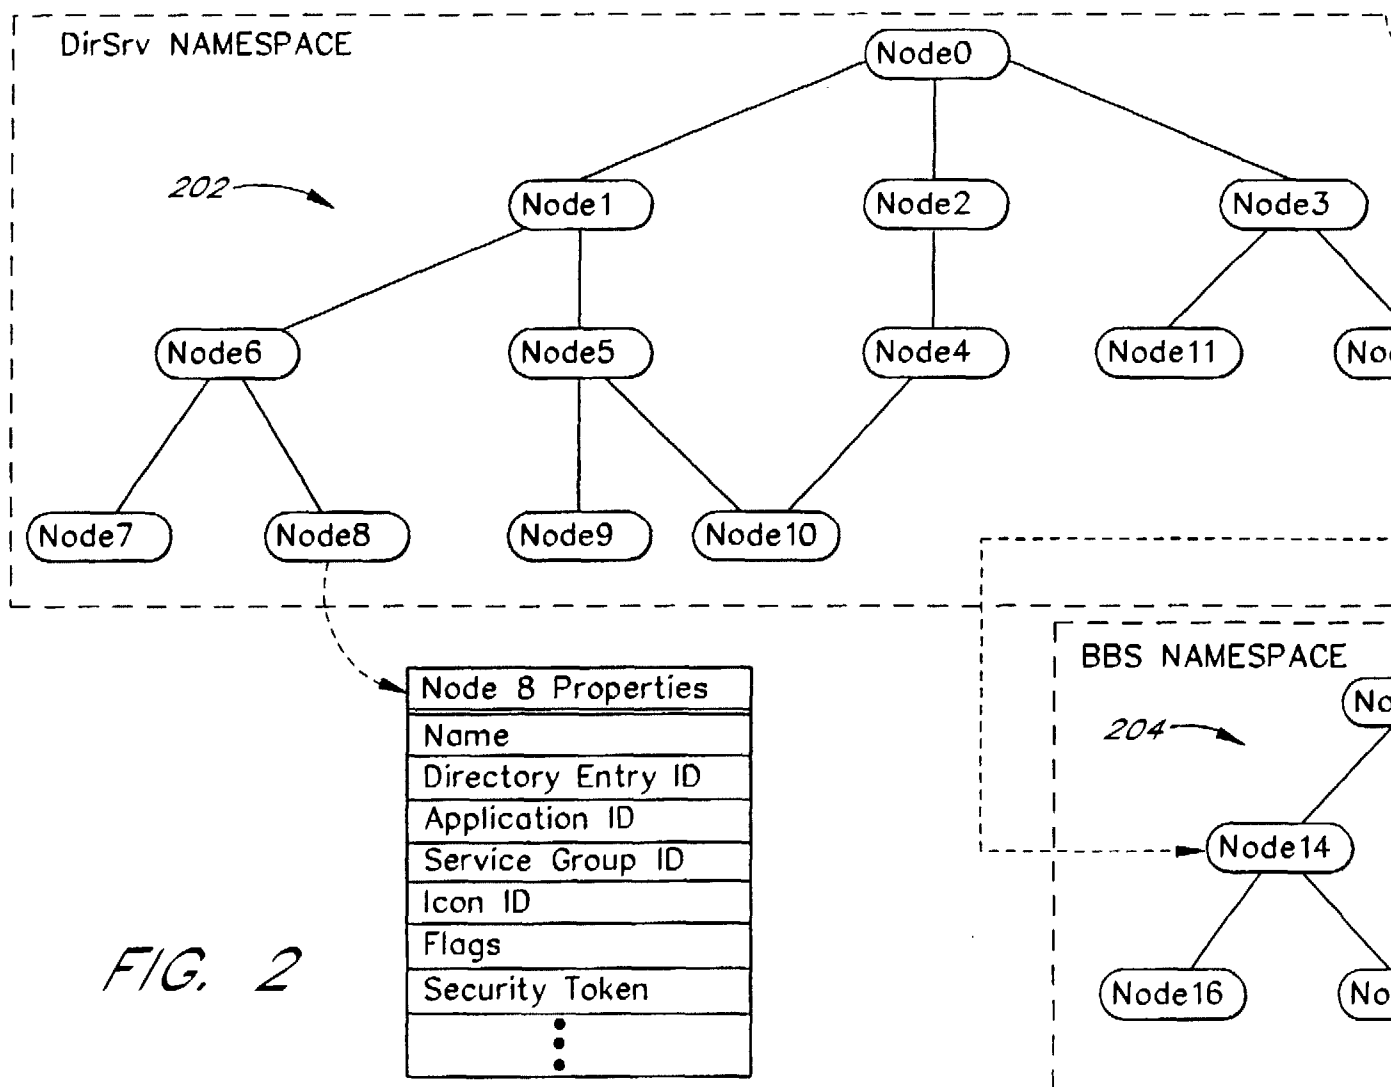 DirSrv NAMESPACE
Node0
202
Node1
Node2
Node3
Node6
Node5
Node4
Node11
Node7
Node8
Node9
Node10
BBS NAMESPACE
Node 8 Properties
Name
Directory Entry ID
Application ID
Service Group ID
Icon ID
Flags
Security Token
204
Node14
Node16
FIG. 2